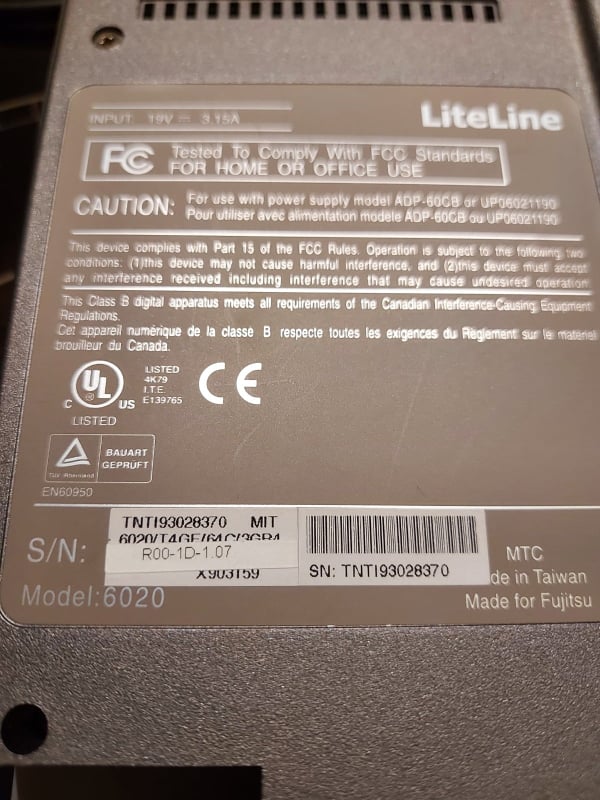 INPUT: 19V ⎓ 3.15A
LiteLine
FC Tested To Comply With FCC Standards
FOR HOME OR OFFICE USE
CAUTION: For use with power supply model ADP-60CB or UP06021190
Pour utiliser avec alimentation modele ADP-60CB ou UP06021190
This device complies with Part 15 of the FCC Rules. Operation is subject to the following two
conditions: (1)this device may not cause harmful interference, and (2)this device must accept
any interference received including interference that may cause undesired operation
This Class B digital apparatus meets all requirements of the Canadian Interference-Causing Equipment
Regulations.
Cet appareil numérique de la classe B respecte toutes les exigences du Règlement sur le matériel
brouilleur du Canada.
C UL US
LISTED
LISTED
4K79
I.T.E.
E139765
CE
TÜV Rheinland
BAUART
GEPRÜFT
EN60950
S/N:
TNTI93028370 MIT
R00-1D-1.07
X903159
SN: TNTI93028370
Model:6020
MTC
de in Taiwan
Made for Fujitsu